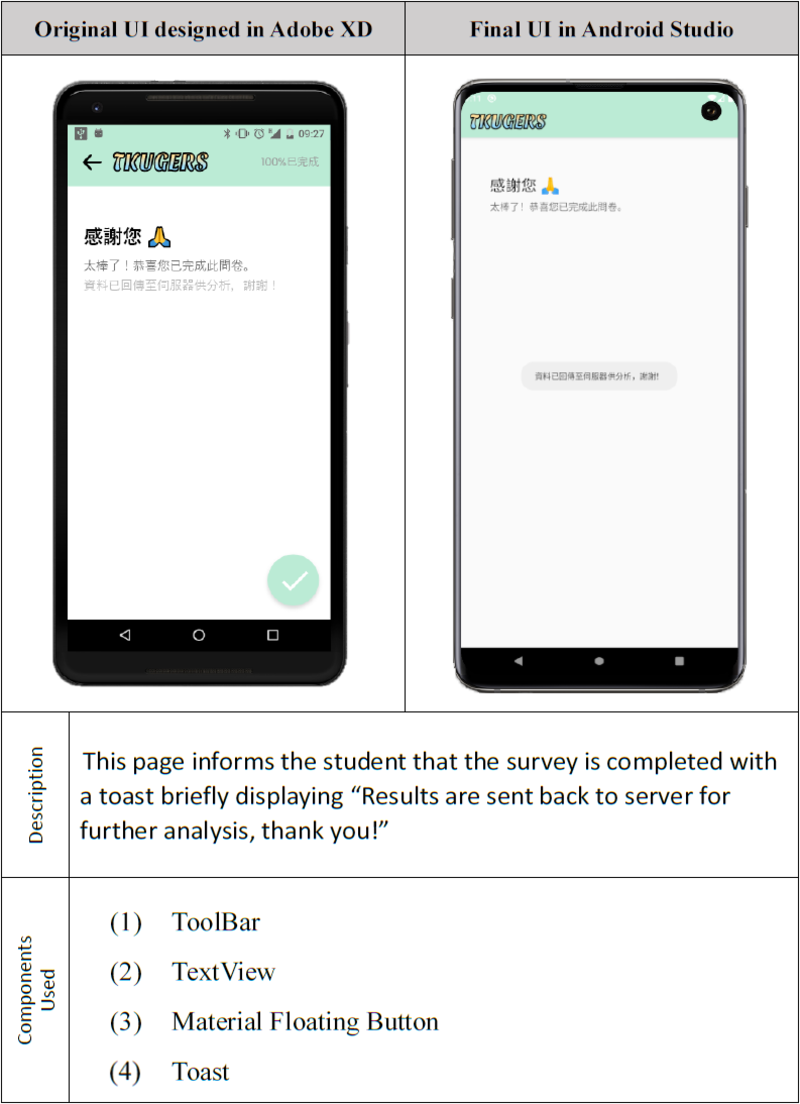 Original UI designed in Adobe XD
Final UI in Android Studio
09:27
TKUGERS
100%已完成
感謝您 🙏
太棒了！恭喜您已完成此問卷。
資料已回傳至伺服器供分析，謝謝！
TKUGERS
感謝您 🙏
太棒了！恭喜您已完成此問卷。
資料已回傳至伺服器供分析，謝謝!
Description
This page informs the student that the survey is completed with
a toast briefly displaying “Results are sent back to server for
further analysis, thank you!”
Components
Used
(1) ToolBar
(2) TextView
(3) Material Floating Button
(4) Toast